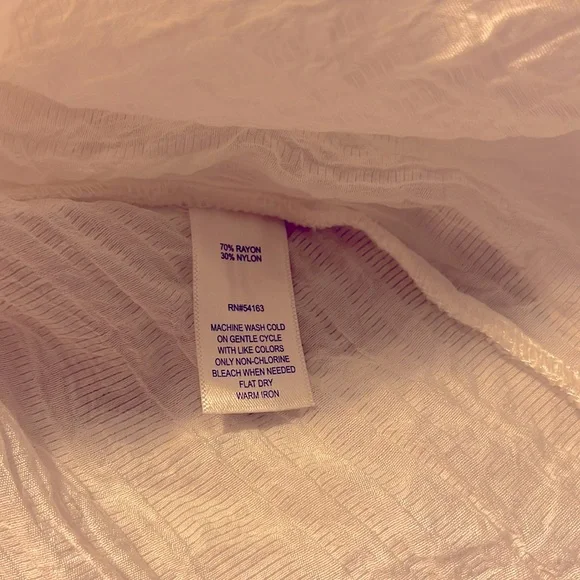 70% RAYON
30% NYLON
RN#54163
MACHINE WASH COLD
ON GENTLE CYCLE
WITH LIKE COLORS
ONLY NON-CHLORINE
BLEACH WHEN NEEDED
FLAT DRY
WARM IRON